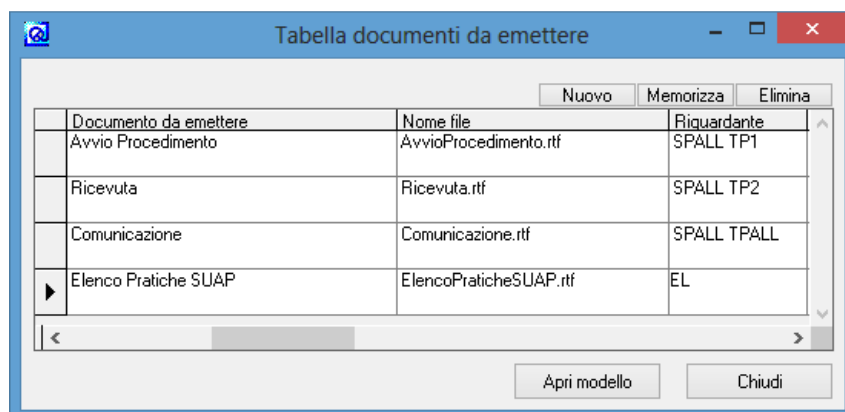 Tabella documenti da emettere
Nuovo Memorizza Elimina
Documento da emettere Nome file Riguardante
Avvio Procedimento AvvioProcedimento.rtf SPALL TP1
Ricevuta Ricevuta.rtf SPALL TP2
Comunicazione Comunicazione.rtf SPALL TPALL
Elenco Pratiche SUAP ElencoPraticheSUAP.rtf EL
Apri modello Chiudi